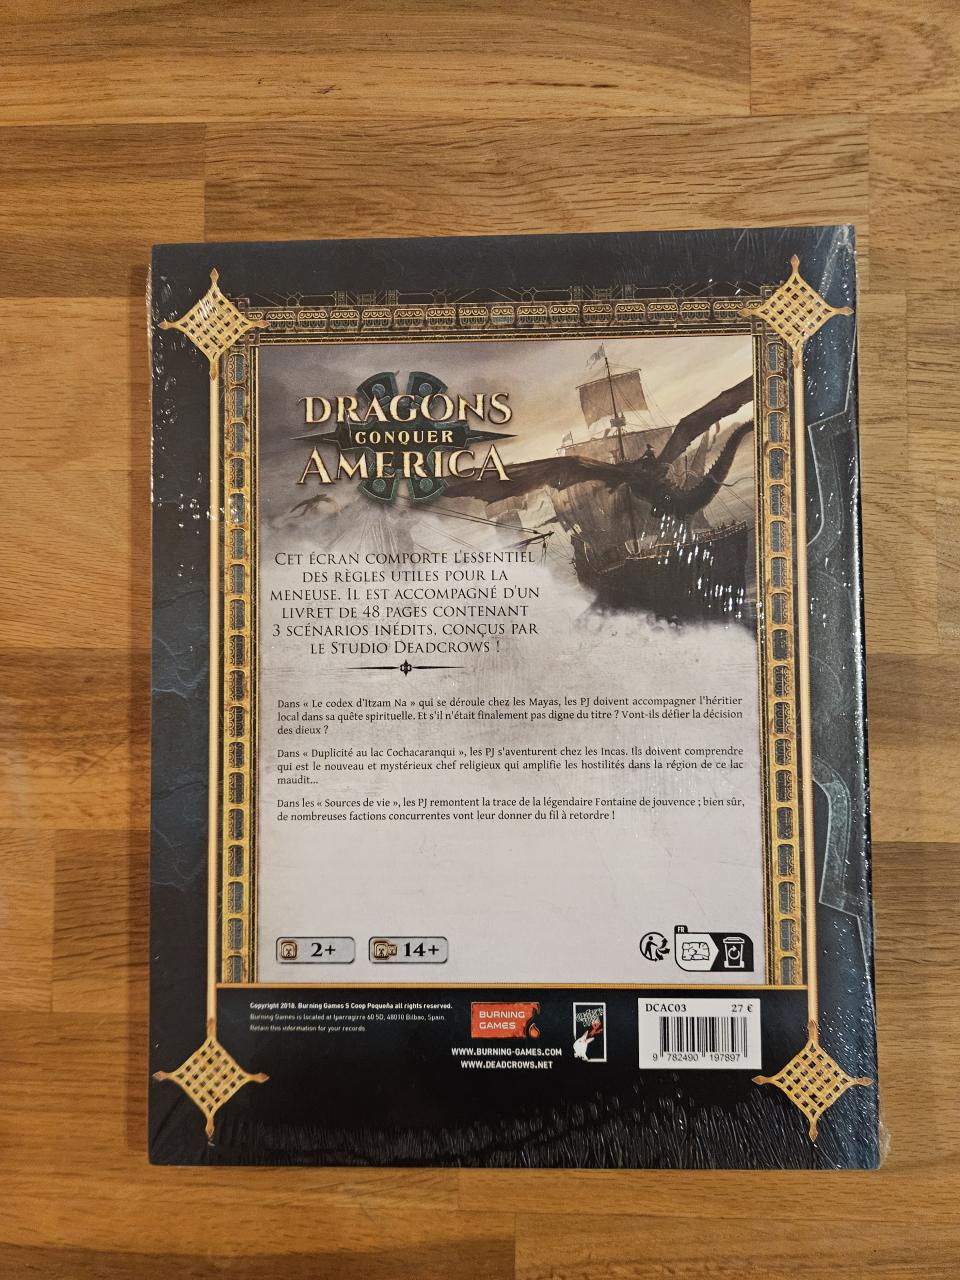 DRAGONS
CONQUER
AMERICA
CET ÉCRAN COMPORTE L'ESSENTIEL
DES RÈGLES UTILES POUR LA
MENEUSE. IL EST ACCOMPAGNÉ D'UN
LIVRET DE 48 PAGES CONTENANT
3 SCÉNARIOS INÉDITS, CONÇUS PAR
LE STUDIO DEADCROWS !
Dans « Le codex d'Itzam Na » qui se déroule chez les Mayas, les PJ doivent accompagner l'héritier
local dans sa quête spirituelle. Et s'il n'était finalement pas digne du titre ? Vont-ils défier la décision
des dieux ?
Dans « Duplicité au lac Cochacaranqui », les PJ s'aventurent chez les Incas. Ils doivent comprendre
qui est le nouveau et mystérieux chef religieux qui amplifie les hostilités dans la région de ce lac
maudit...
Dans les « Sources de vie », les PJ remontent la trace de la légendaire Fontaine de jouvence ; bien sûr,
de nombreuses factions concurrentes vont leur donner du fil à retordre !
2+
14+
FR
Copyright 2018. Burning Games S Coop Pequeña all rights reserved.
Burning Games is located at Iparragirre 60 5D, 48010 Bilbao, Spain.
Retain this information for your records.
BURNING
GAMES
WWW.BURNING-GAMES.COM
WWW.DEADCROWS.NET
DCAC03 27 €
9 782490 197897